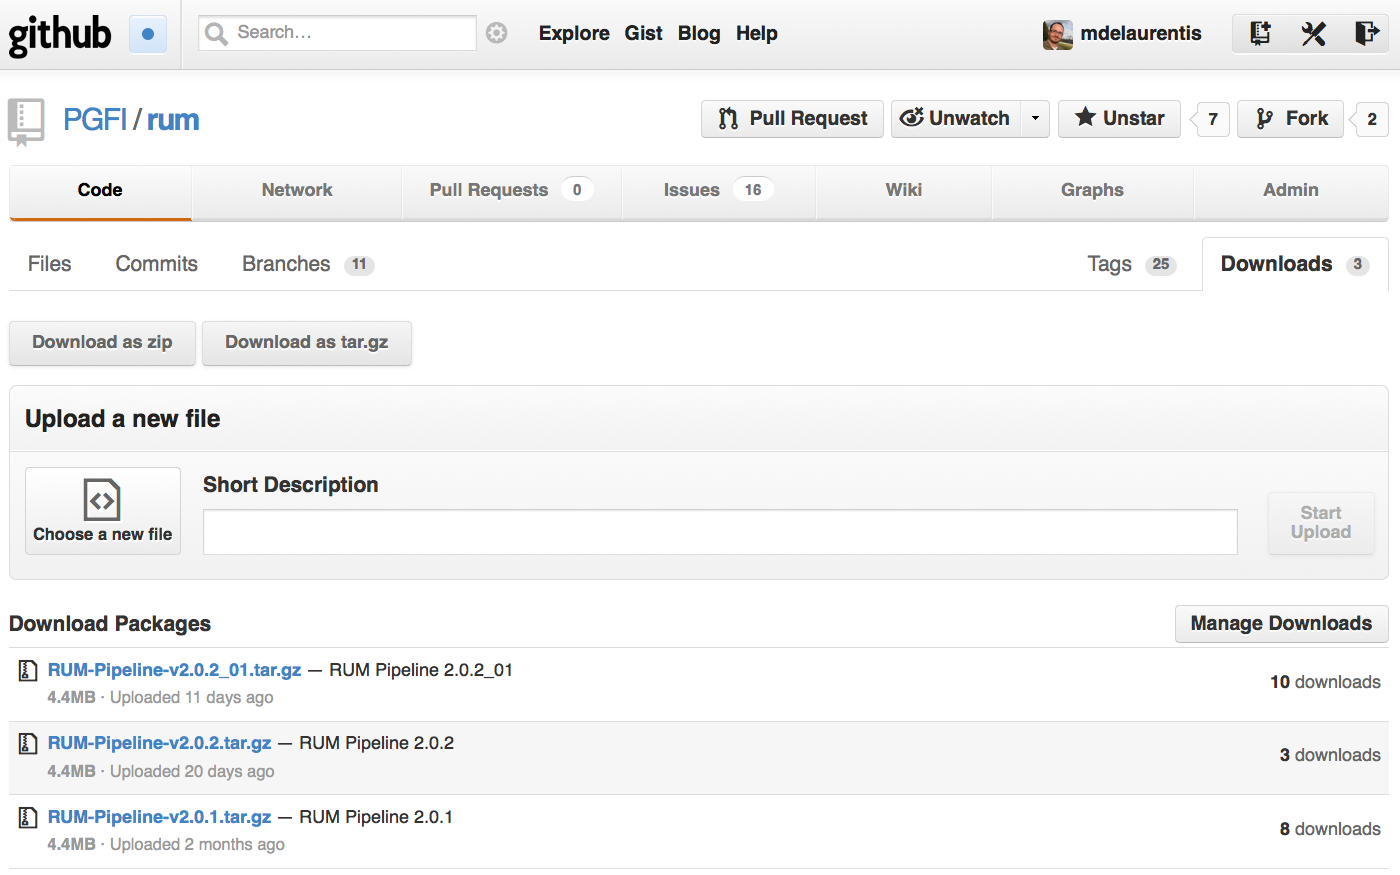 github Search... Explore Gist Blog Help mdelaurentis
PGFI / rum Pull Request Unwatch Unstar 7 Fork 2
Code Network Pull Requests 0 Issues 16 Wiki Graphs Admin
Files Commits Branches 11 Tags 25 Downloads 3
Download as zip Download as tar.gz
Upload a new file
Short Description
Choose a new file
Start
Upload
Download Packages Manage Downloads
RUM-Pipeline-v2.0.2_01.tar.gz — RUM Pipeline 2.0.2_01
4.4MB · Uploaded 11 days ago
10 downloads
RUM-Pipeline-v2.0.2.tar.gz — RUM Pipeline 2.0.2
4.4MB · Uploaded 20 days ago
3 downloads
RUM-Pipeline-v2.0.1.tar.gz — RUM Pipeline 2.0.1
4.4MB · Uploaded 2 months ago
8 downloads